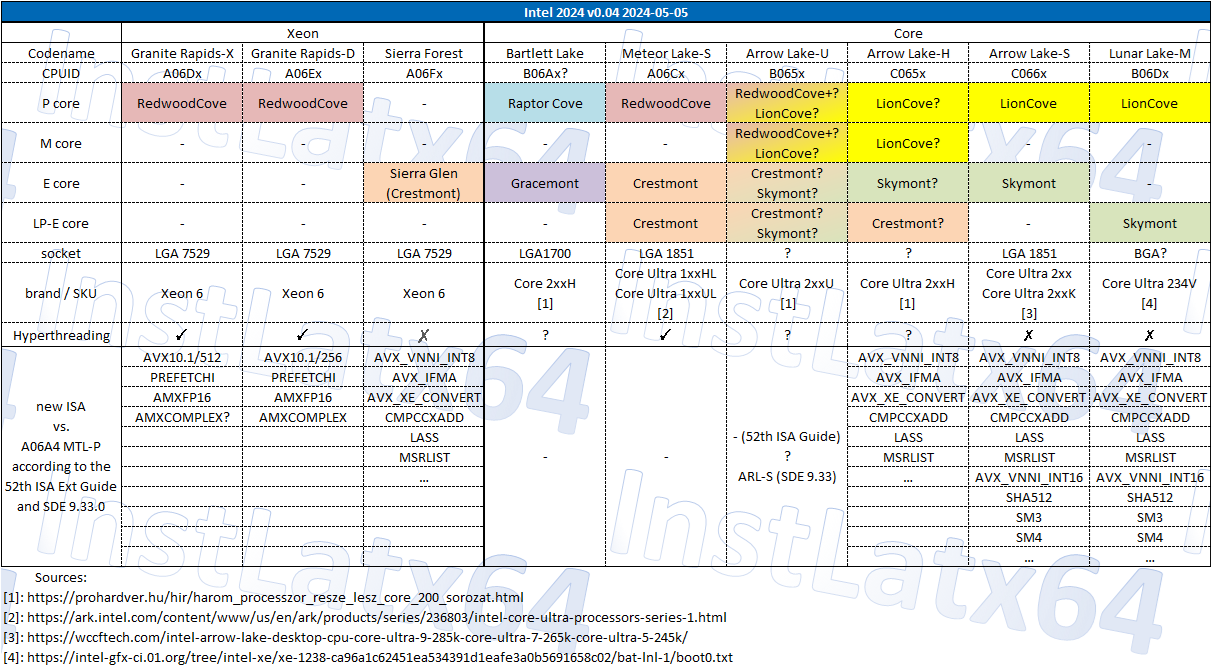 Intel 2024 v0.04 2024-05-05
Xeon Core
Codename Granite Rapids-X Granite Rapids-D Sierra Forest Bartlett Lake Meteor Lake-S Arrow Lake-U Arrow Lake-H Arrow Lake-S Lunar Lake-M
CPUID A06Dx A06Ex A06Fx B06Ax? A06Cx B065x C065x C066x B06Dx
P core RedwoodCove RedwoodCove - Raptor Cove RedwoodCove RedwoodCove+? LionCove? LionCove LionCove
LionCove?
M core - - - - - RedwoodCove+? LionCove? - -
LionCove?
E core - - Sierra Glen Gracemont Crestmont Crestmont? Skymont? Skymont -
(Crestmont) Skymont?
LP-E core - - - - Crestmont Crestmont? Crestmont? - Skymont
Skymont?
socket LGA 7529 LGA 7529 LGA 7529 LGA1700 LGA 1851 ? ? LGA 1851 BGA?
brand / SKU Xeon 6 Xeon 6 Xeon 6 Core 2xxH Core Ultra 1xxHL Core Ultra 2xxU Core Ultra 2xxH Core Ultra 2xx Core Ultra 234V
[1] Core Ultra 1xxUL [1] [1] Core Ultra 2xxK [4]
[2] [3]
Hyperthreading ✓ ✓ ✗ ? ✓ ? ? ✗ ✗
new ISA
vs.
A06A4 MTL-P
according to the
52th ISA Ext Guide
and SDE 9.33.0
AVX10.1/512 AVX10.1/256 AVX_VNNI_INT8 AVX_VNNI_INT8 AVX_VNNI_INT8 AVX_VNNI_INT8
PREFETCHI PREFETCHI AVX_IFMA AVX_IFMA AVX_IFMA AVX_IFMA
AMXFP16 AMXFP16 AVX_XE_CONVERT AVX_XE_CONVERT AVX_XE_CONVERT AVX_XE_CONVERT
AMXCOMPLEX? AMXCOMPLEX CMPCCXADD CMPCCXADD CMPCCXADD CMPCCXADD
LASS - (52th ISA Guide) LASS LASS LASS
MSRLIST - - ? MSRLIST MSRLIST MSRLIST
... ARL-S (SDE 9.33) ... AVX_VNNI_INT16 AVX_VNNI_INT16
SHA512 SHA512
SM3 SM3
SM4 SM4
... ...
Sources:
[1]: https://prohardver.hu/hir/harom_processzor_resze_lesz_core_200_sorozat.html
[2]: https://ark.intel.com/content/www/us/en/ark/products/series/236803/intel-core-ultra-processors-series-1.html
[3]: https://wccftech.com/intel-arrow-lake-desktop-cpu-core-ultra-9-285k-core-ultra-7-265k-core-ultra-5-245k/
[4]: https://intel-gfx-ci.01.org/tree/intel-xe/xe-1238-ca96a1c62451ea534391d1eafe3a0b5691658c02/bat-lnl-1/boot0.txt
InstLatx64